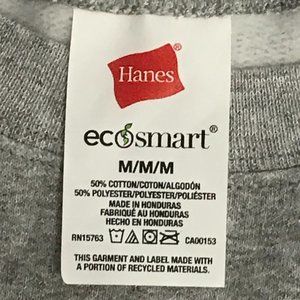 Hanes®
ecosmart®
M/M/M
50% COTTON/COTON/ALGODÓN
50% POLYESTER/POLYESTER/POLIÉSTER
MADE IN HONDURAS
FABRIQUÉ AU HONDURAS
HECHO EN HONDURAS
RN15763 CA00153
THIS GARMENT AND LABEL MADE WITH
A PORTION OF RECYCLED MATERIALS.